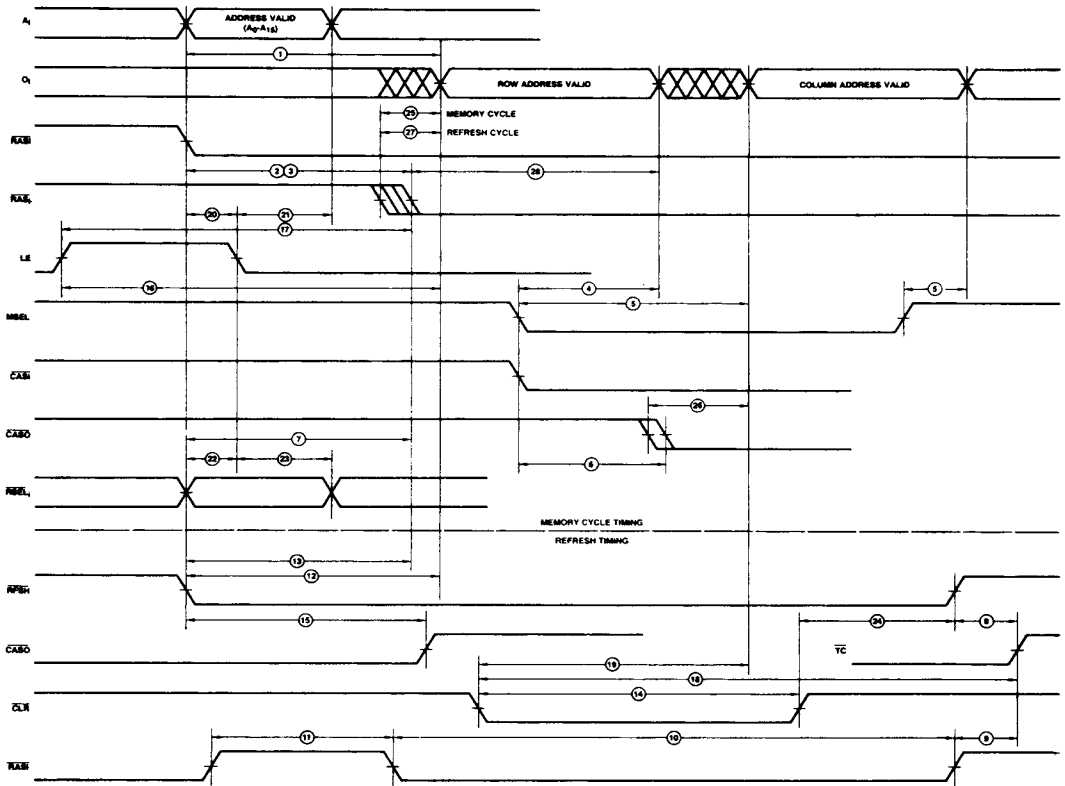 Aᵢ
ADDRESS VALID
(A₀-A₁₅)
1
Oᵢ
ROW ADDRESS VALID
COLUMN ADDRESS VALID
25 MEMORY CYCLE
27 REFRESH CYCLE
RASI
2 3
28
RASᵢ
20
21
17
LE
16
4
5
5
MSEL
CASI
26
CASO
7
6
22
23
RSELᵢ
MEMORY CYCLE TIMING
REFRESH TIMING
13
12
RFSH
15
24
8
CASO
TC
19
18
14
CLR
11
10
9
RASI